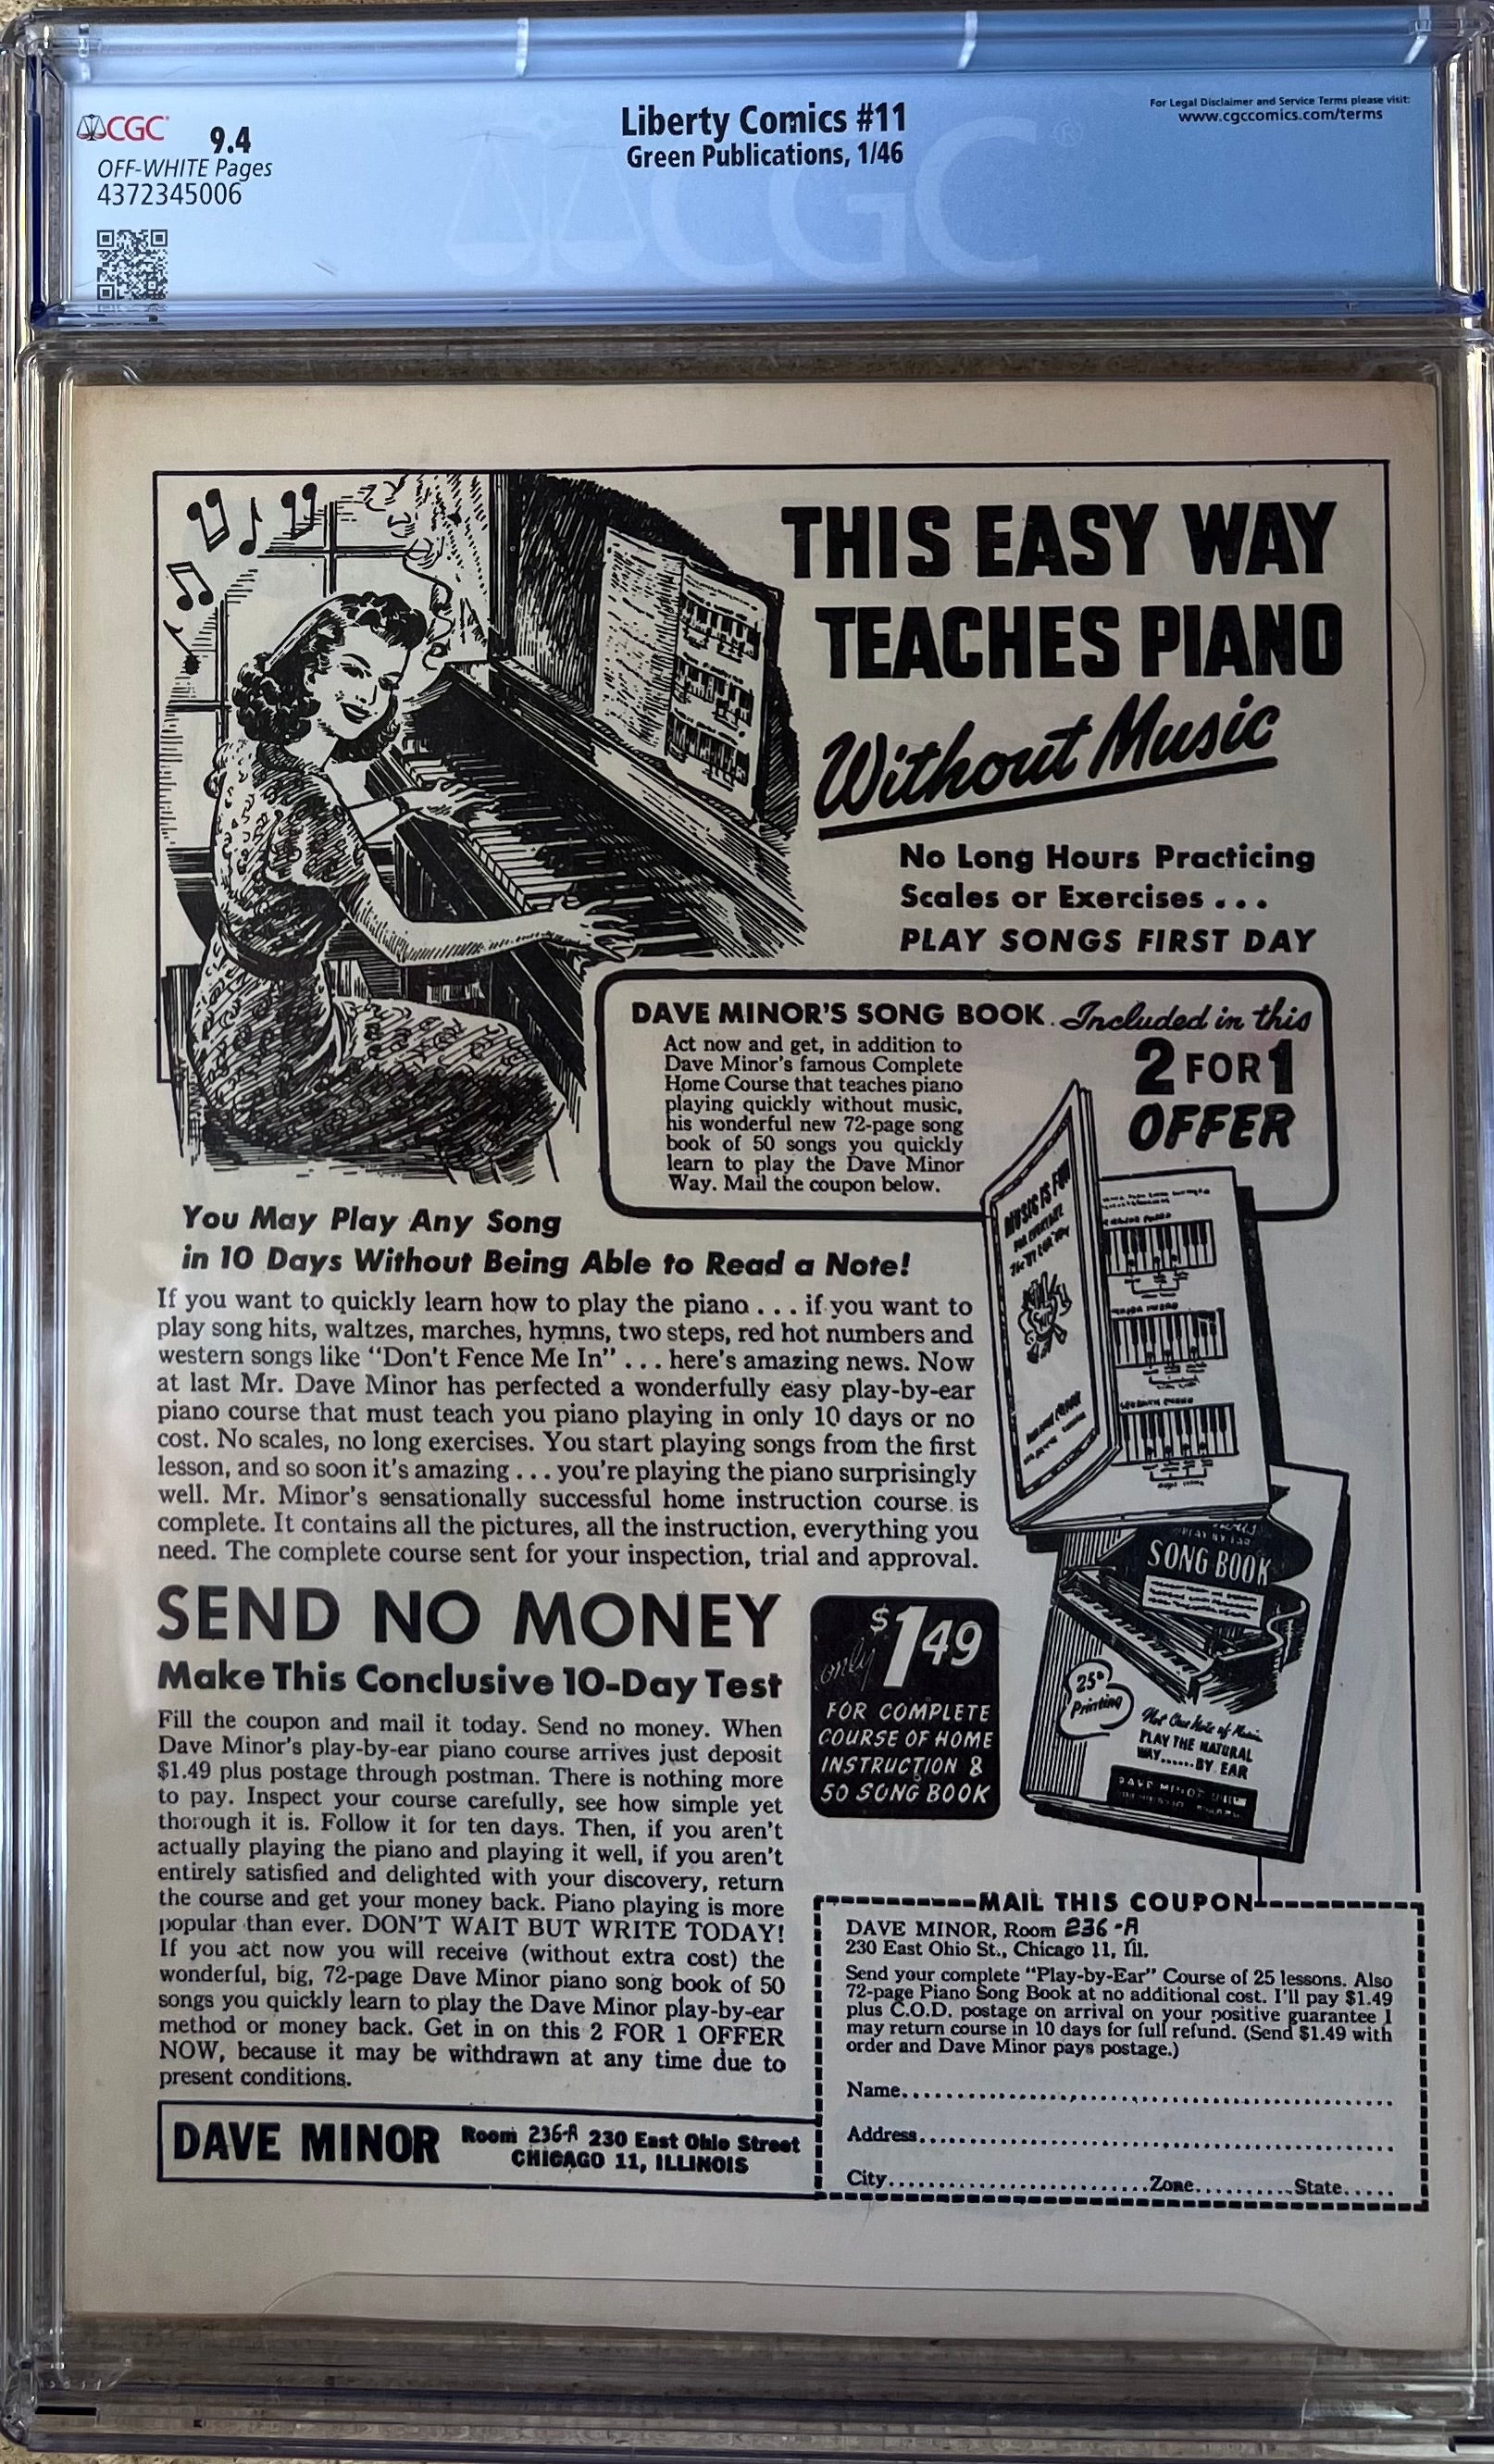 CGC
9.4
OFF-WHITE Pages
4372345006
Liberty Comics #11
Green Publications, 1/46
For Legal Disclaimer and Service Terms please visit:
www.cgccomics.com/terms
CGC
THIS EASY WAY
TEACHES PIANO
Without Music
No Long Hours Practicing
Scales or Exercises...
PLAY SONGS FIRST DAY
DAVE MINOR'S SONG BOOK. Included in this
2 FOR 1
OFFER
Act now and get, in addition to
Dave Minor's famous Complete
Home Course that teaches piano
playing quickly without music,
his wonderful new 72-page song
book of 50 songs you quickly
learn to play the Dave Minor
Way. Mail the coupon below.
MUSIC IS FUN
You May Play Any Song
in 10 Days Without Being Able to Read a Note!
If you want to quickly learn how to play the piano... if you want to
play song hits, waltzes, marches, hymns, two steps, red hot numbers and
western songs like "Don't Fence Me In" ... here's amazing news. Now
at last Mr. Dave Minor has perfected a wonderfully easy play-by-ear
piano course that must teach you piano playing in only 10 days or no
cost. No scales, no long exercises. You start playing songs from the first
lesson, and so soon it's amazing ... you're playing the piano surprisingly
well. Mr. Minor's sensationally successful home instruction course is
complete. It contains all the pictures, all the instruction, everything you
need. The complete course sent for your inspection, trial and approval.
SONG BOOK
25¢
Printing
Not One Note of Music
PLAY THE NATURAL
WAY......BY EAR
SEND NO MONEY
Make This Conclusive 10-Day Test
Fill the coupon and mail it today. Send no money. When
Dave Minor's play-by-ear piano course arrives just deposit
$1.49 plus postage through postman. There is nothing more
to pay. Inspect your course carefully, see how simple yet
thorough it is. Follow it for ten days. Then, if you aren't
actually playing the piano and playing it well, if you aren't
entirely satisfied and delighted with your discovery, return
the course and get your money back. Piano playing is more
popular than ever. DON'T WAIT BUT WRITE TODAY!
If you act now you will receive (without extra cost) the
wonderful, big, 72-page Dave Minor piano song book of 50
songs you quickly learn to play the Dave Minor play-by-ear
method or money back. Get in on this 2 FOR 1 OFFER
NOW, because it may be withdrawn at any time due to
present conditions.
only $1.49
FOR COMPLETE
COURSE OF HOME
INSTRUCTION &
50 SONG BOOK
DAVE MINOR Room 236-A 230 East Ohio Street
CHICAGO 11, ILLINOIS
MAIL THIS COUPON
DAVE MINOR, Room 236-A
230 East Ohio St., Chicago 11, Ill.
Send your complete "Play-by-Ear" Course of 25 lessons. Also
72-page Piano Song Book at no additional cost. I'll pay $1.49
plus C.O.D. postage on arrival on your positive guarantee I
may return course in 10 days for full refund. (Send $1.49 with
order and Dave Minor pays postage.)
Name
Address
City Zone State